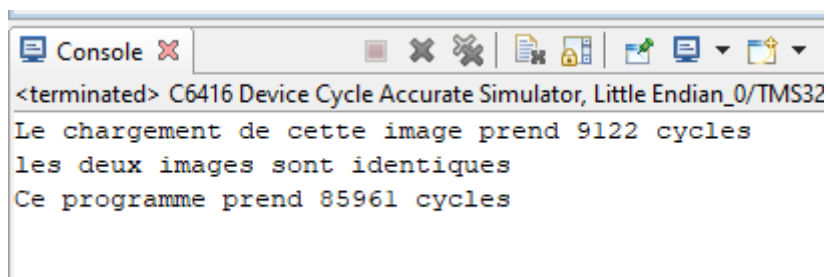 Console
<terminated> C6416 Device Cycle Accurate Simulator, Little Endian_0/TMS32
Le chargement de cette image prend 9122 cycles
les deux images sont identiques
Ce programme prend 85961 cycles